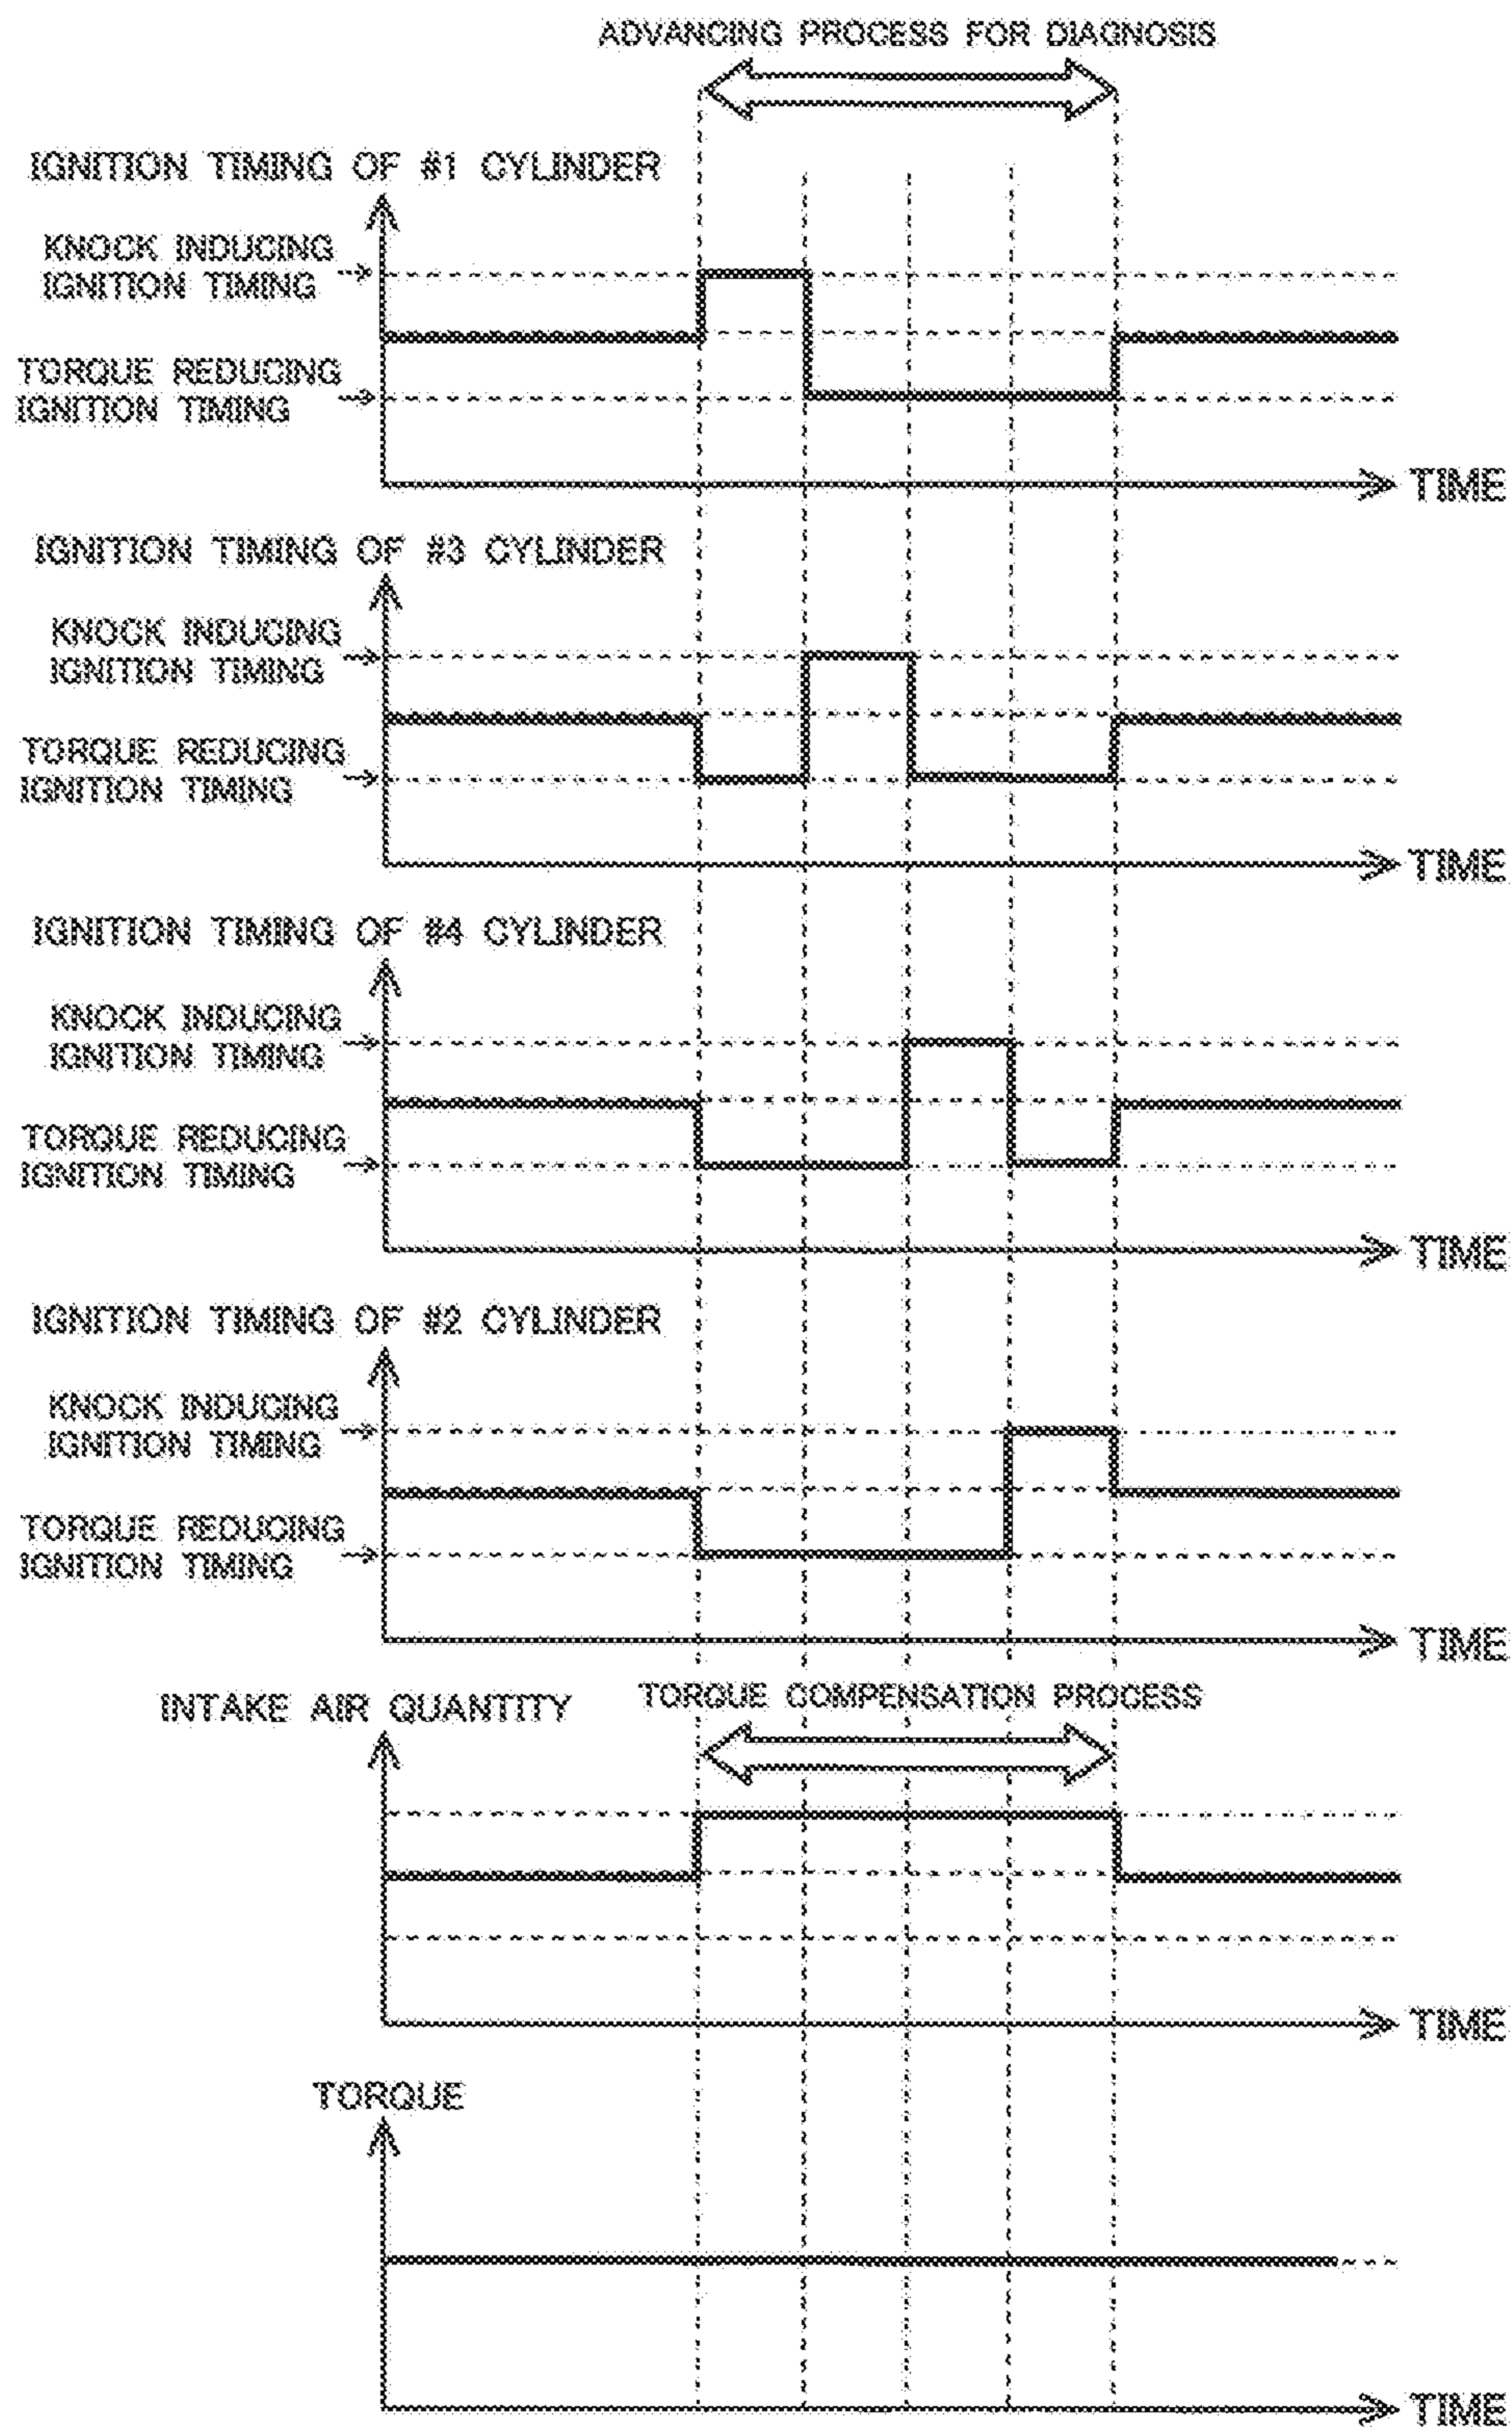 ADVANCING PROCESS FOR DIAGNOSIS
IGNITION TIMING OF #1 CYLINDER
KNOCK INDUCING
IGNITION TIMING
TORQUE REDUCING
IGNITION TIMING
TIME
IGNITION TIMING OF #3 CYLINDER
KNOCK INDUCING
IGNITION TIMING
TORQUE REDUCING
IGNITION TIMING
TIME
IGNITION TIMING OF #4 CYLINDER
KNOCK INDUCING
IGNITION TIMING
TORQUE REDUCING
IGNITION TIMING
TIME
IGNITION TIMING OF #2 CYLINDER
KNOCK INDUCING
IGNITION TIMING
TORQUE REDUCING
IGNITION TIMING
TIME
INTAKE AIR QUANTITY
TORQUE COMPENSATION PROCESS
TIME
TORQUE
TIME